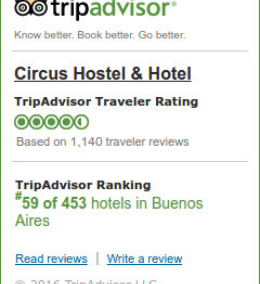 tripadvisor®
Know better. Book better. Go better.
Circus Hostel & Hotel
TripAdvisor Traveler Rating
Based on 1,140 traveler reviews
TripAdvisor Ranking
#59 of 453 hotels in Buenos
Aires
Read reviews | Write a review
© 2016 TripAdvisor LLC